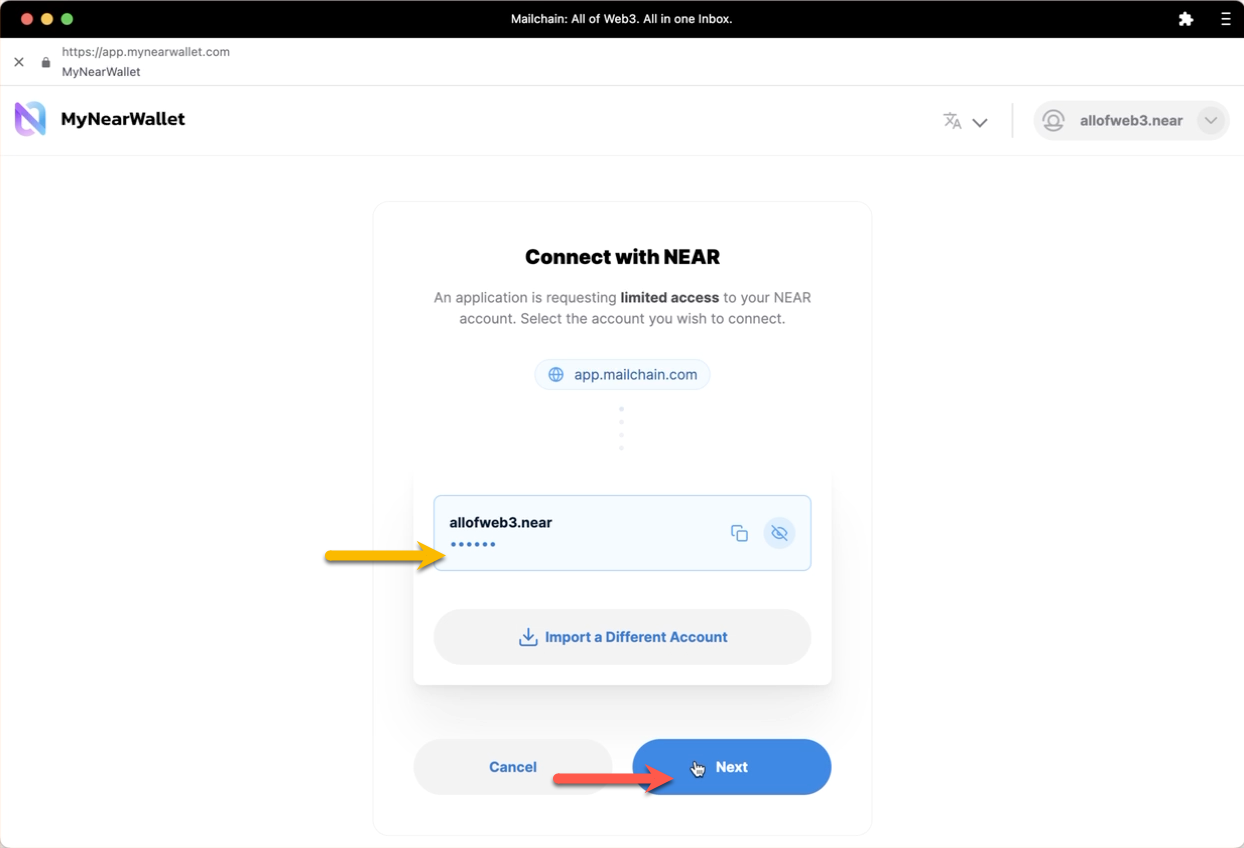 Mailchain: All of Web3. All in one Inbox.
https://app.mynearwallet.com
MyNearWallet
MyNearWallet
allofweb3.near
Connect with NEAR
An application is requesting limited access to your NEAR
account. Select the account you wish to connect.
app.mailchain.com
allofweb3.near
••••••
Import a Different Account
Cancel
Next